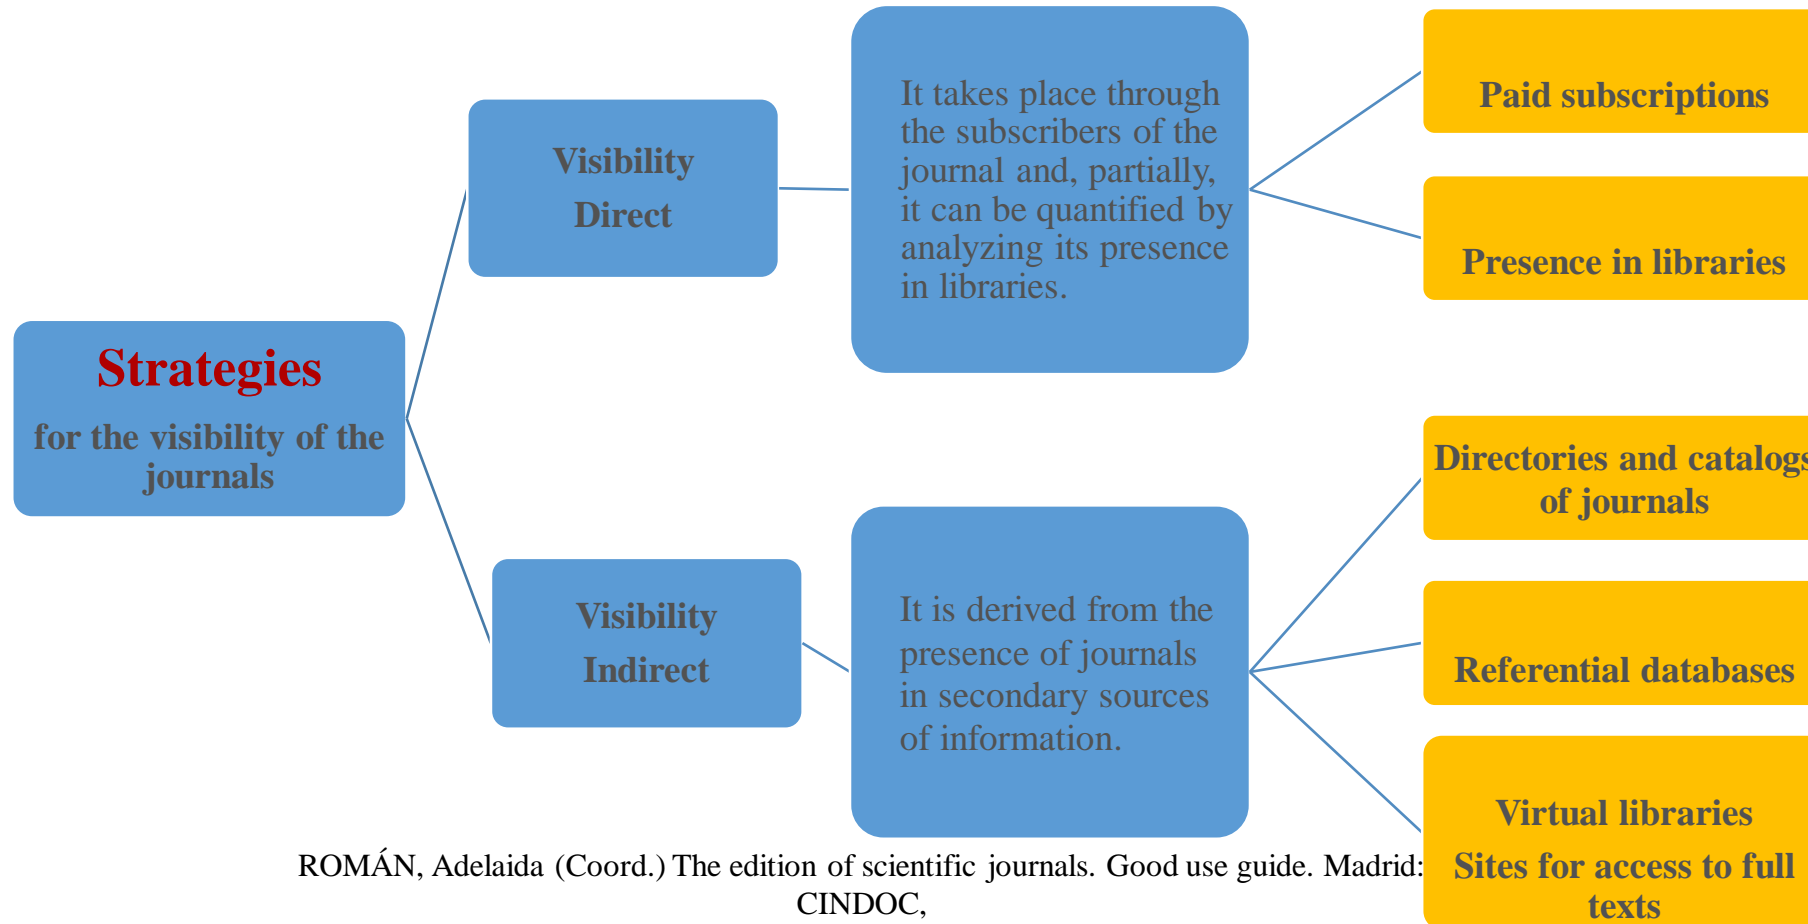 Strategies
for the visibility of the
journals
Visibility
Direct
It takes place through
the subscribers of the
journal and, partially,
it can be quantified by
analyzing its presence
in libraries.
Paid subscriptions
Presence in libraries
Visibility
Indirect
It is derived from the
presence of journals
in secondary sources
of information.
Directories and catalogs
of journals
Referential databases
Virtual libraries
Sites for access to full
texts
ROMÁN, Adelaida (Coord.) The edition of scientific journals. Good use guide. Madrid:
CINDOC,